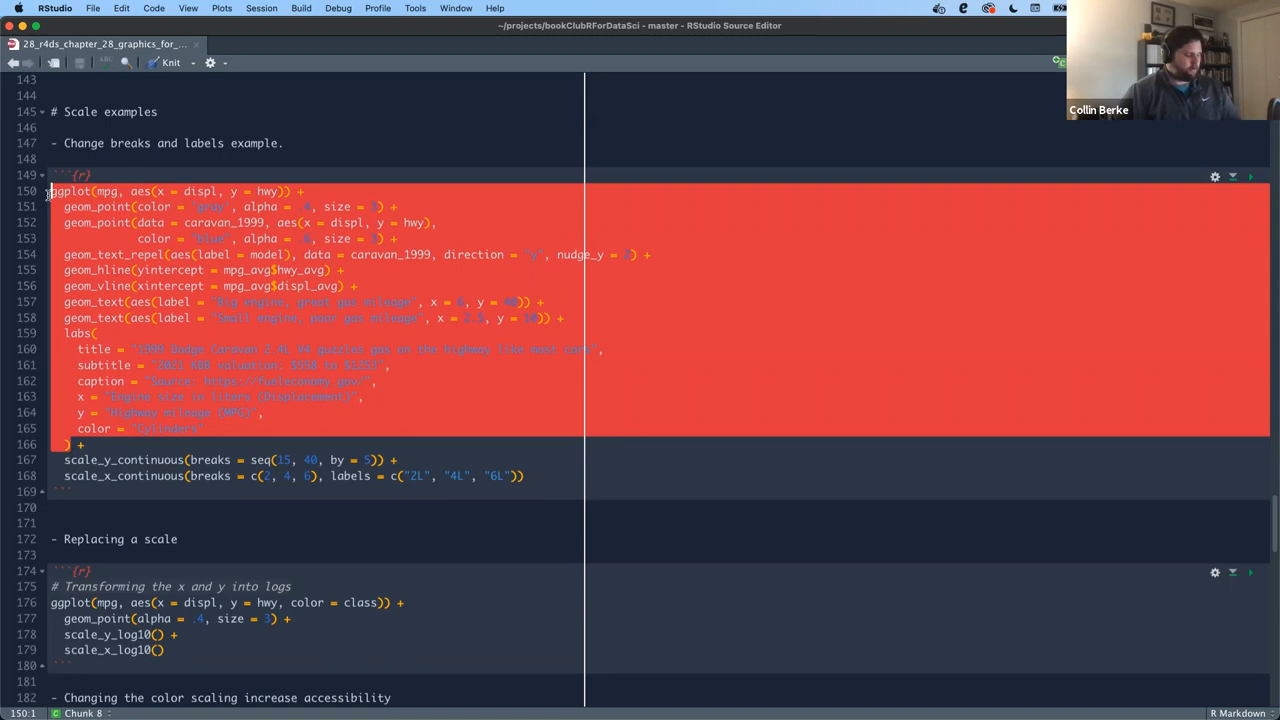 RStudio File Edit Code View Plots Session Build Debug Profile Tools Window Help
~/projects/bookClubRForDataSci - master - RStudio Source Editor
28_r4ds_chapter_28_graphics_for_...
Knit
Collin Berke
143
144
145 # Scale examples
146
147 - Change breaks and labels example.
148
149 ```{r}
150 ggplot(mpg, aes(x = displ, y = hwy)) +
151 geom_point(color = "gray", alpha = .4, size = 3) +
152 geom_point(data = caravan_1999, aes(x = displ, y = hwy),
153 color = "blue", alpha = .6, size = 3) +
154 geom_text_repel(aes(label = model), data = caravan_1999, direction = "y", nudge_y = 2) +
155 geom_hline(yintercept = mpg_avg$hwy_avg) +
156 geom_vline(xintercept = mpg_avg$displ_avg) +
157 geom_text(aes(label = "Big engine, great gas mileage", x = 6, y = 40)) +
158 geom_text(aes(label = "Small engine, poor gas mileage", x = 2.5, y = 10)) +
159 labs(
160 title = "1999 Dodge Caravan 2.4L V4 guzzles gas on the highway like most cars",
161 subtitle = "2021 KBB valuation: $558 to $1253",
162 caption = "Source: https://fueleconomy.gov/",
163 x = "Engine size in liters (Displacement)",
164 y = "Highway mileage (MPG)",
165 color = "Cylinders"
166 ) +
167 scale_y_continuous(breaks = seq(15, 40, by = 5)) +
168 scale_x_continuous(breaks = c(2, 4, 6), labels = c("2L", "4L", "6L"))
169 ```
170
171
172 - Replacing a scale
173
174 ```{r}
175 # Transforming the x and y into logs
176 ggplot(mpg, aes(x = displ, y = hwy, color = class)) +
177 geom_point(alpha = .4, size = 3) +
178 scale_y_log10() +
179 scale_x_log10()
180 ```
181
182 - Changing the color scaling increase accessibility
150:1 Chunk 8 R Markdown